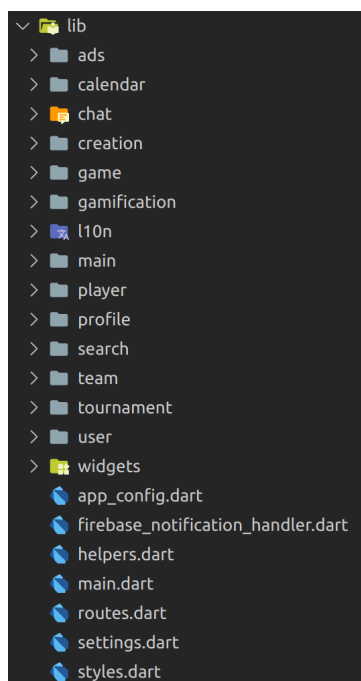 lib
ads
calendar
chat
creation
game
gamification
l10n
main
player
profile
search
team
tournament
user
widgets
app_config.dart
firebase_notification_handler.dart
helpers.dart
main.dart
routes.dart
settings.dart
styles.dart